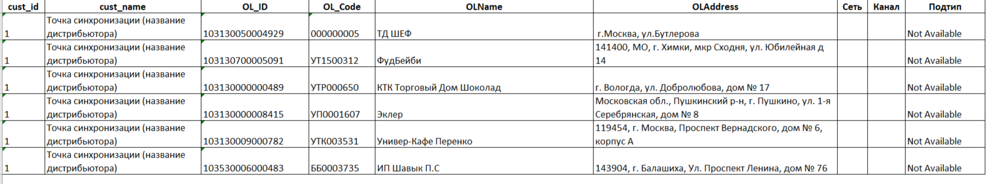 cust_id cust_name OL_ID OL_Code OLName OLAddress Сеть Канал Подтип
Точка синхронизации (название
1 дистрибьютора) 103130050004929 000000005 ТД ШЕФ г.Москва, ул.Бутлерова Not Available
Точка синхронизации (название 141400, МО, г. Химки, мкр Сходня, ул. Юбилейная д
1 дистрибьютора) 103130700005091 УТ1500312 ФудБейби 14 Not Available
Точка синхронизации (название
1 дистрибьютора) 103130000000489 УТР000650 КТК Торговый Дом Шоколад г. Вологда, ул. Добролюбова, дом № 17 Not Available
Точка синхронизации (название Московская обл., Пушкинский р-н, г. Пушкино, ул. 1-я
1 дистрибьютора) 103130000008415 УП0001607 Эклер Серебрянская, дом № 8 Not Available
Точка синхронизации (название 119454, г. Москва, Проспект Вернадского, дом № 6,
1 дистрибьютора) 103130009000782 УТК003531 Универ-Кафе Перенко корпус А Not Available
Точка синхронизации (название
1 дистрибьютора) 103530006000483 ББ0003735 ИП Шавык П.С 143904, г. Балашиха, Ул. Проспект Ленина, дом № 76 Not Available